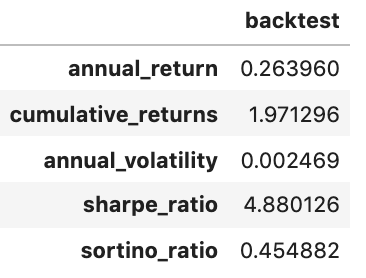 backtest
annual_return 0.263960
cumulative_returns 1.971296
annual_volatility 0.002469
sharpe_ratio 4.880126
sortino_ratio 0.454882